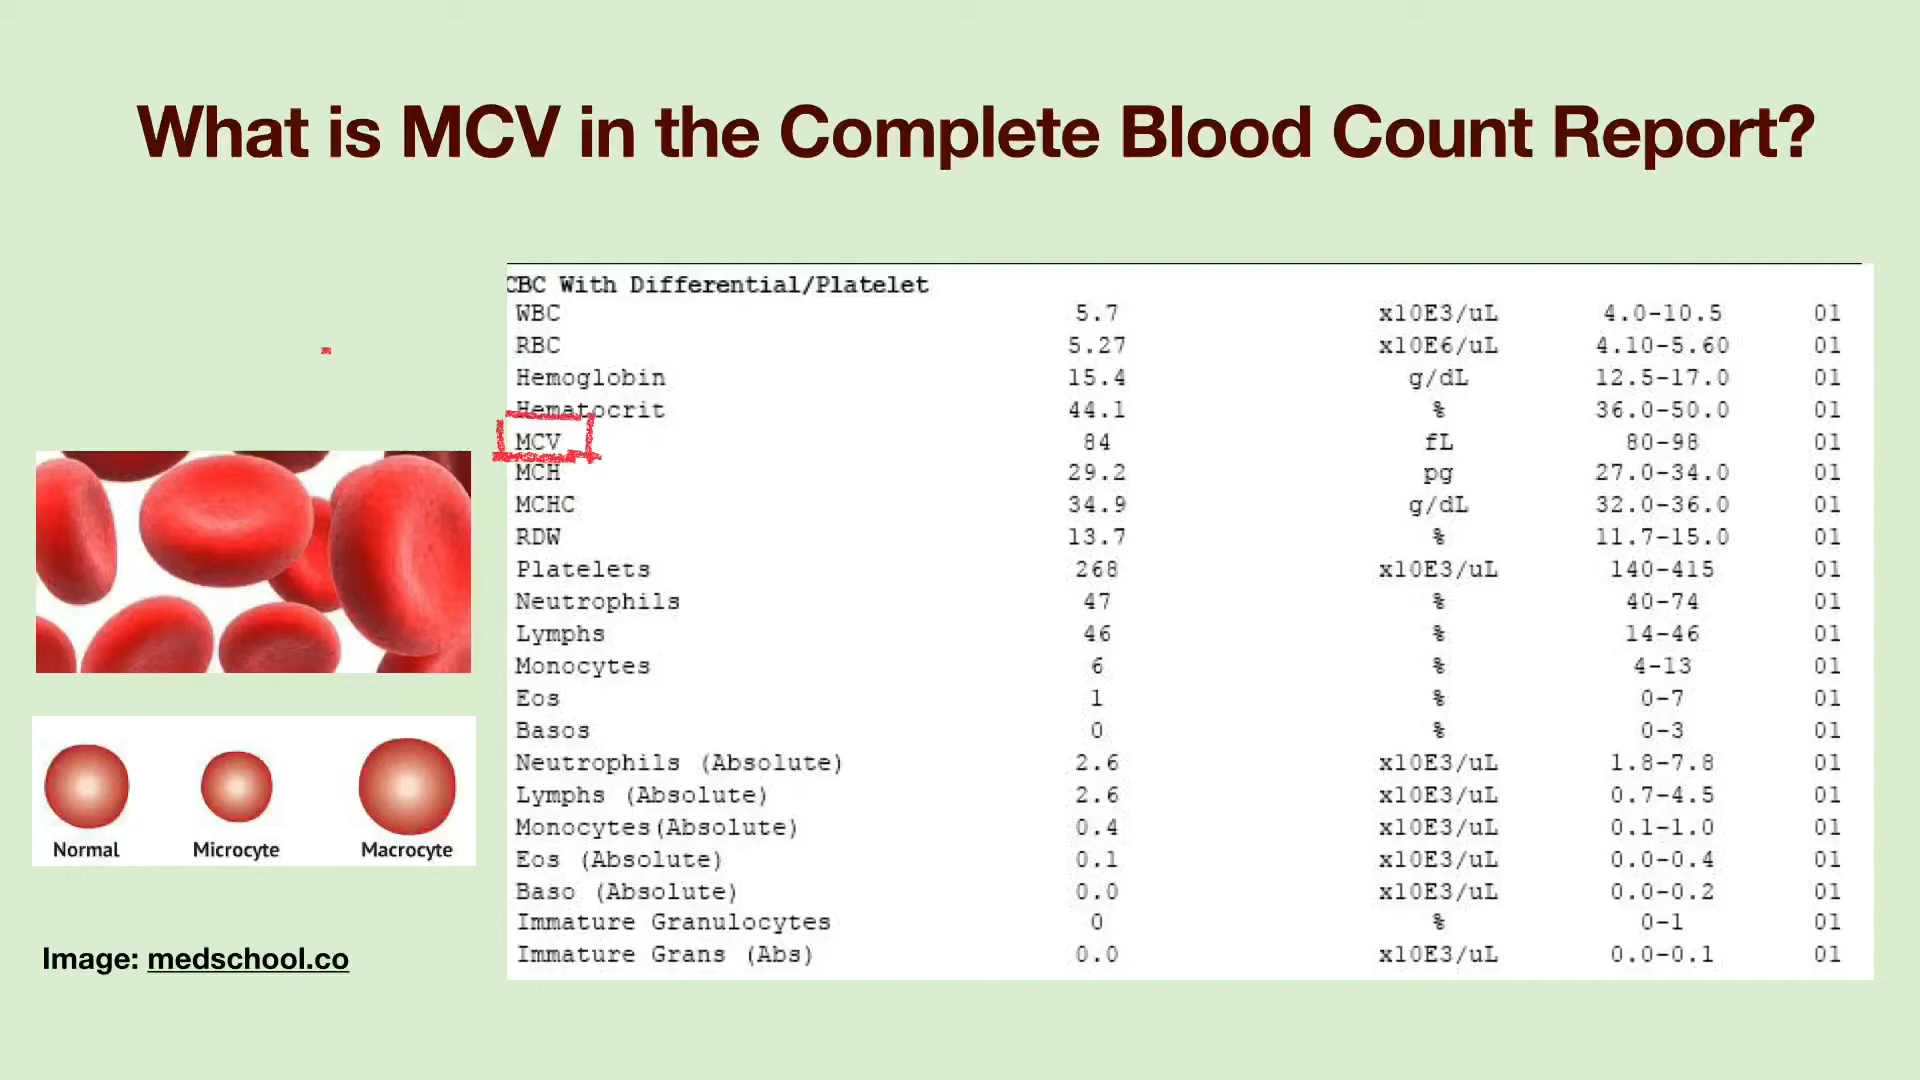 What is MCV in the Complete Blood Count Report?
CBC With Differential/Platelet
WBC 5.7 x10E3/uL 4.0-10.5 01
RBC 5.27 x10E6/uL 4.10-5.60 01
Hemoglobin 15.4 g/dL 12.5-17.0 01
Hematocrit 44.1 % 36.0-50.0 01
MCV 84 fL 80-98 01
MCH 29.2 pg 27.0-34.0 01
MCHC 34.9 g/dL 32.0-36.0 01
RDW 13.7 % 11.7-15.0 01
Platelets 268 x10E3/uL 140-415 01
Neutrophils 47 % 40-74 01
Lymphs 46 % 14-46 01
Monocytes 6 % 4-13 01
Eos 1 % 0-7 01
Basos 0 % 0-3 01
Neutrophils (Absolute) 2.6 x10E3/uL 1.8-7.8 01
Lymphs (Absolute) 2.6 x10E3/uL 0.7-4.5 01
Monocytes(Absolute) 0.4 x10E3/uL 0.1-1.0 01
Eos (Absolute) 0.1 x10E3/uL 0.0-0.4 01
Baso (Absolute) 0.0 x10E3/uL 0.0-0.2 01
Immature Granulocytes 0 % 0-1 01
Immature Grans (Abs) 0.0 x10E3/uL 0.0-0.1 01
Normal Microcyte Macrocyte
Image: medschool.co